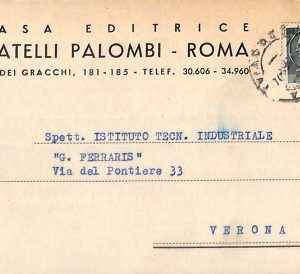 ASA EDITRICE
ATELLI PALOMBI - ROMA
DEI GRACCHI, 181-185 - TELEF. 30.606 - 34.960
Spett. ISTITUTO TECN. INDUSTRIALE
"G. FERRARIS"
Via del Pontiere 33
VERONA